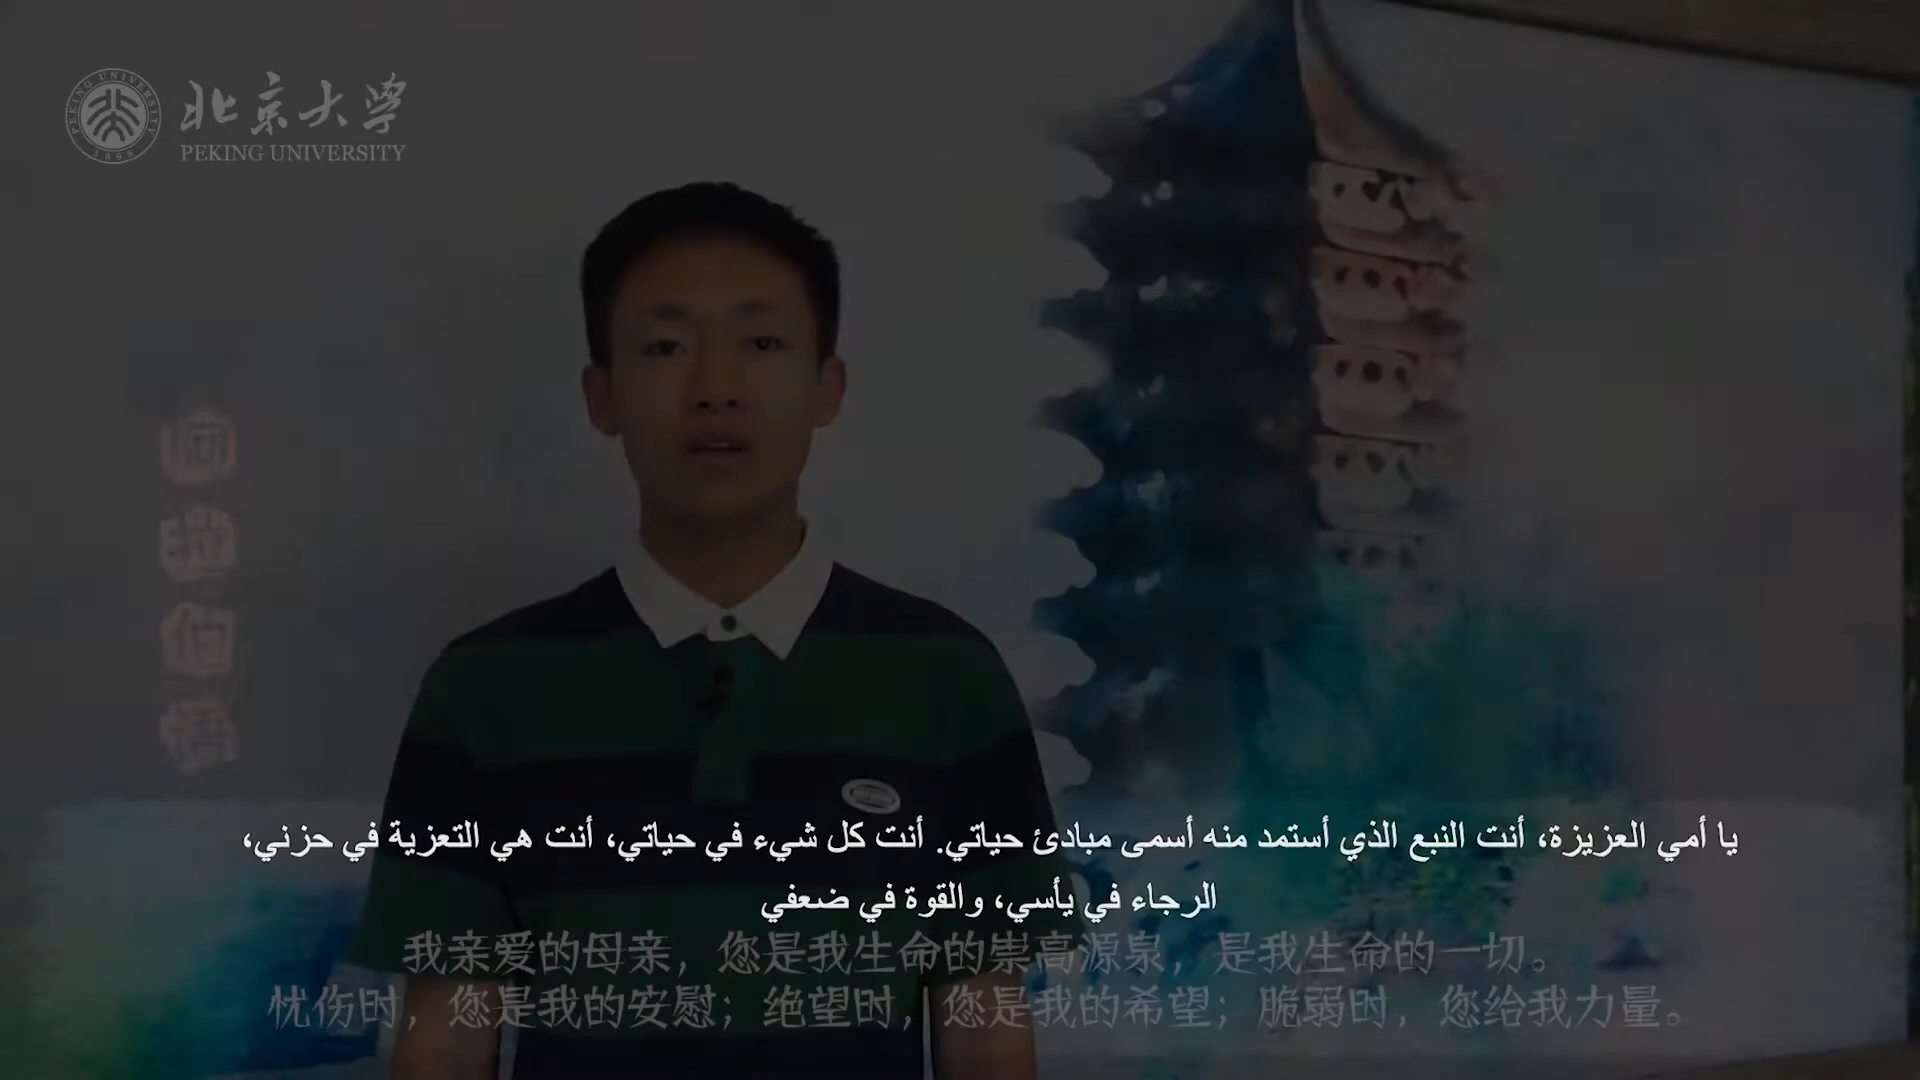 北京大学
PEKING UNIVERSITY
PEKING UNIVERSITY
1898
阿拉伯语
يا أمي العزيزة، أنت النبع الذي أستمد منه أسمى مبادئ حياتي. أنت كل شيء في حياتي، أنت هي التعزية في حزني،
الرجاء في يأسي، والقوة في ضعفي
我亲爱的母亲，您是我生命的崇高源泉，是我生命的一切。
忧伤时，您是我的安慰；绝望时，您是我的希望；脆弱时，您给我力量。